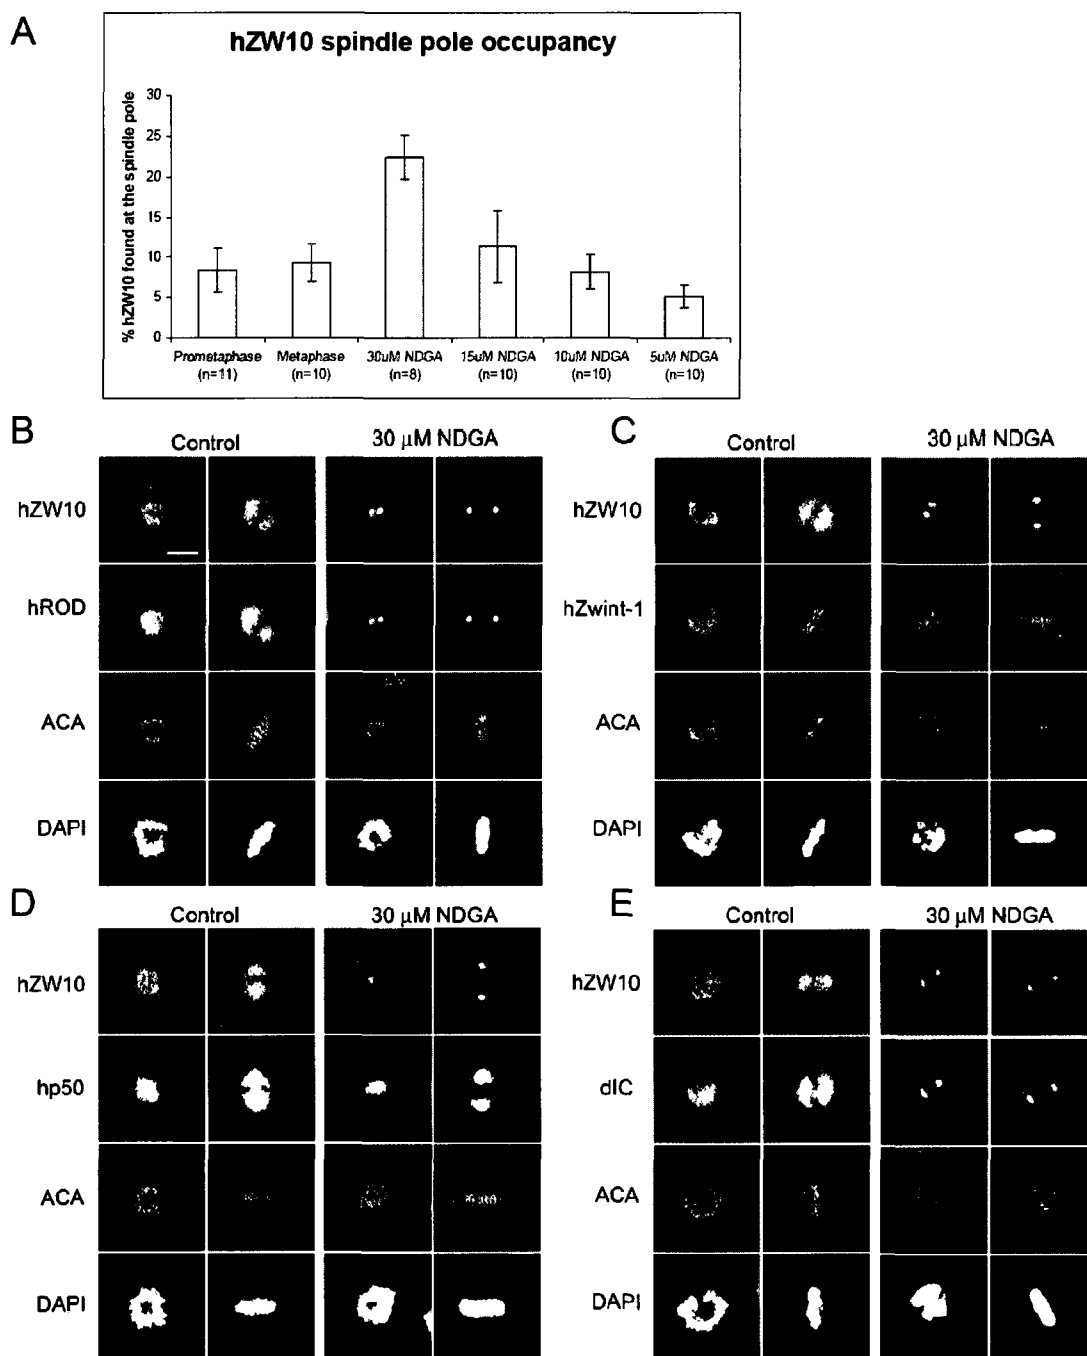 A
hZW10 spindle pole occupancy
% hZW10 found at the spindle pole
30
25
20
15
10
5
0
Prometaphase Metaphase 30uM NDGA 15uM NDGA 10uM NDGA 5uM NDGA
(n=11) (n=10) (n=8) (n=10) (n=10) (n=10)
B
Control 30 µM NDGA
hZW10
hROD
ACA
DAPI
C
Control 30 µM NDGA
hZW10
hZwint-1
ACA
DAPI
D
Control 30 µM NDGA
hZW10
hp50
ACA
DAPI
E
Control 30 µM NDGA
hZW10
dIC
ACA
DAPI